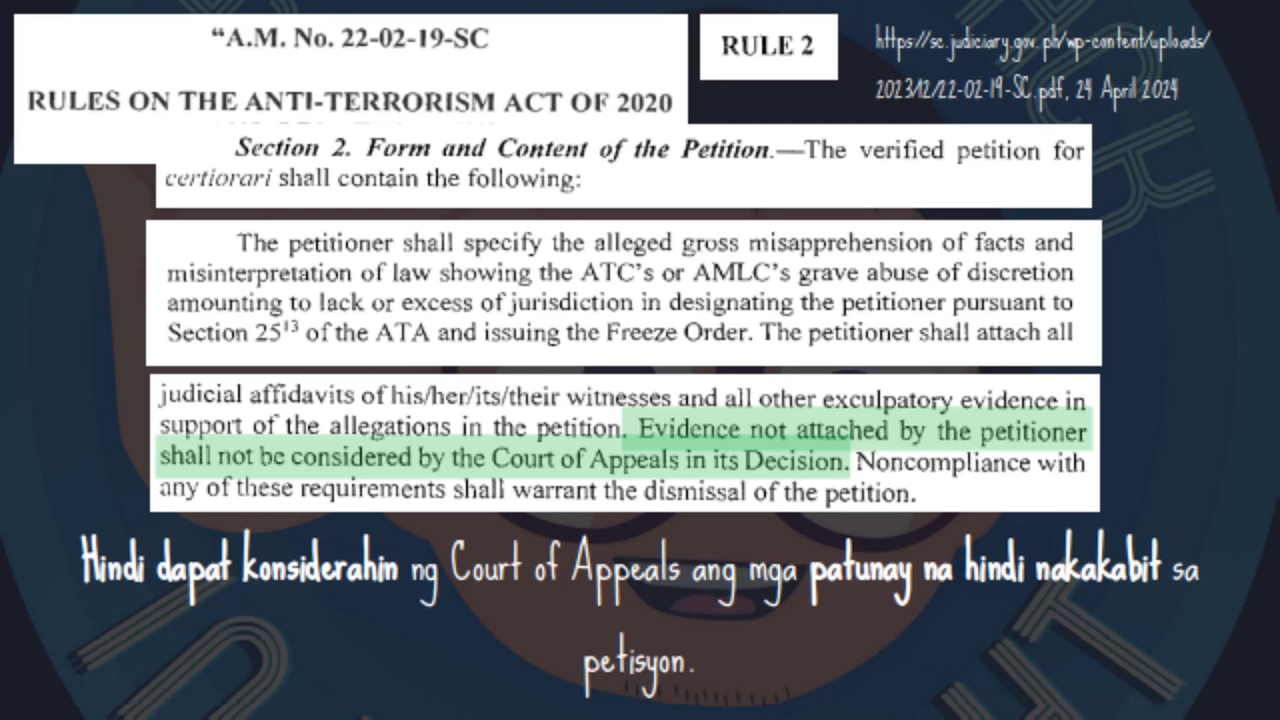 “A.M. No. 22-02-19-SC
RULES ON THE ANTI-TERRORISM ACT OF 2020
RULE 2
https://sc.judiciary.gov.ph/wp-content/uploads/
2023/12/22-02-19-SC.pdf, 24 April 2024
Section 2. Form and Content of the Petition.—The verified petition for
certiorari shall contain the following:
The petitioner shall specify the alleged gross misapprehension of facts and
misinterpretation of law showing the ATC’s or AMLC’s grave abuse of discretion
amounting to lack or excess of jurisdiction in designating the petitioner pursuant to
Section 25¹³ of the ATA and issuing the Freeze Order. The petitioner shall attach all
judicial affidavits of his/her/its/their witnesses and all other exculpatory evidence in
support of the allegations in the petition. Evidence not attached by the petitioner
shall not be considered by the Court of Appeals in its Decision. Noncompliance with
any of these requirements shall warrant the dismissal of the petition.
Hindi dapat konsiderahin ng Court of Appeals ang mga patunay na hindi nakakabit sa
petisyon.